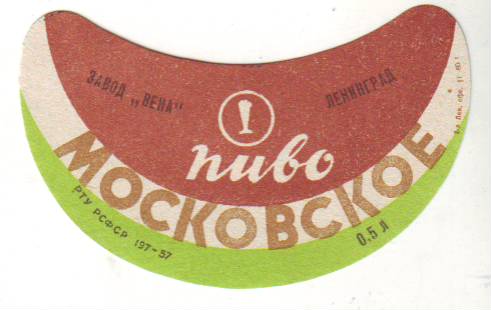 ЗАВОД „ВЕНА"
ЛЕНИНГРАД
пиво
МОСКОВСКОЕ
РТУ РСФСР 197-57
0,5 л